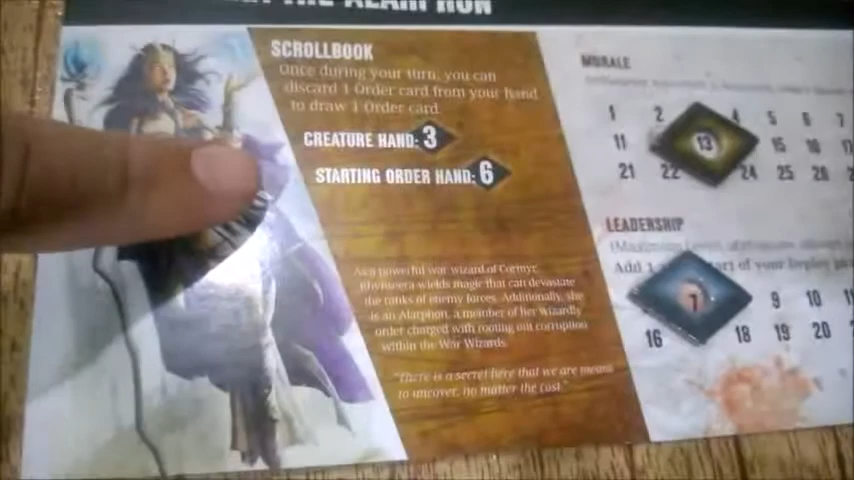 THE ALARPHON
SCROLLBOOK
Once during your turn, you can
discard 1 Order card from your hand
to draw 1 Order card.
CREATURE HAND: 3
STARTING ORDER HAND: 6
As a powerful war wizard of Cormyr,
wields magic that can devastate
the ranks of enemy forces. Additionally, she
is an Alarphon, a member of her Wizardly
order charged with rooting out corruption
within the War Wizards.
"There is a secret here that we are meant
to uncover, no matter the cost."
MORALE
1 2 4 5 6 7
11 13 15 16
21 22 24 25 26
LEADERSHIP
Add 1 of your
7 9 10 11
16 18 19 20